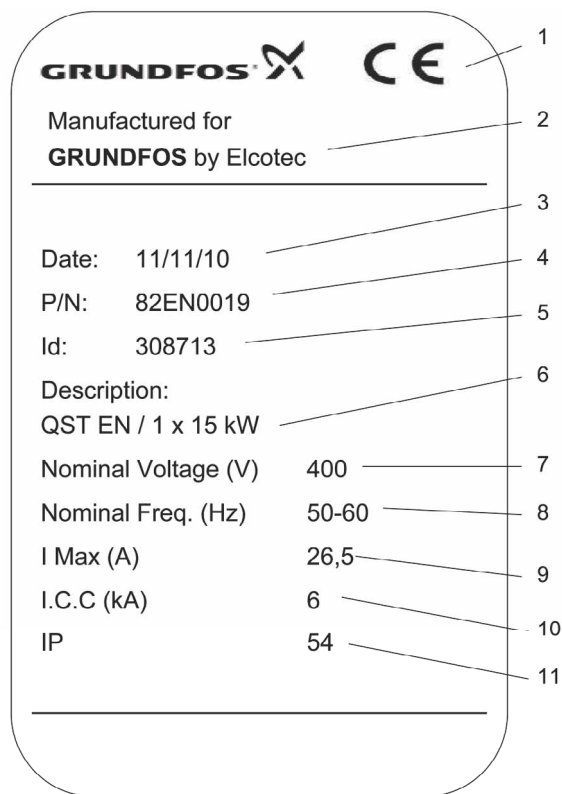 GRUNDFOS CE
1
Manufactured for
GRUNDFOS by Elcotec
2
Date: 11/11/10
3
P/N: 82EN0019
4
Id: 308713
5
Description:
QST EN / 1 x 15 kW
6
Nominal Voltage (V) 400
7
Nominal Freq. (Hz) 50-60
8
I Max (A) 26,5
9
I.C.C (kA) 6
10
IP 54
11